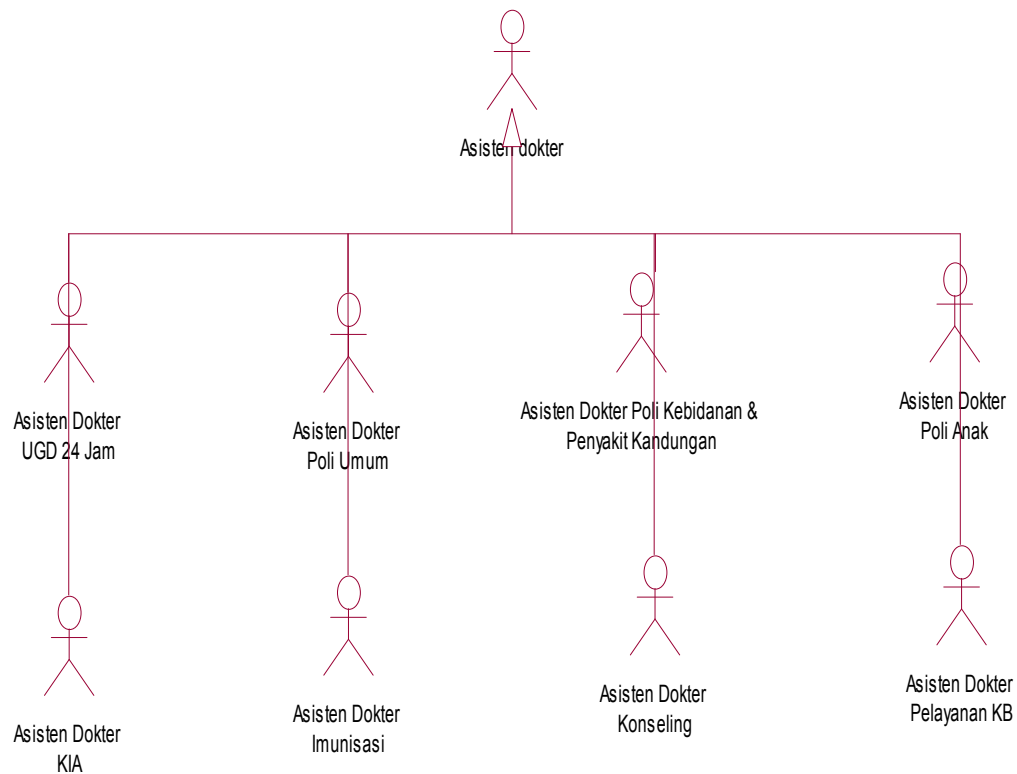 Asisten dokter
Asisten Dokter
UGD 24 Jam
Asisten Dokter
Poli Umum
Asisten Dokter Poli Kebidanan &
Penyakit Kandungan
Asisten Dokter
Poli Anak
Asisten Dokter
KIA
Asisten Dokter
Imunisasi
Asisten Dokter
Konseling
Asisten Dokter
Pelayanan KB